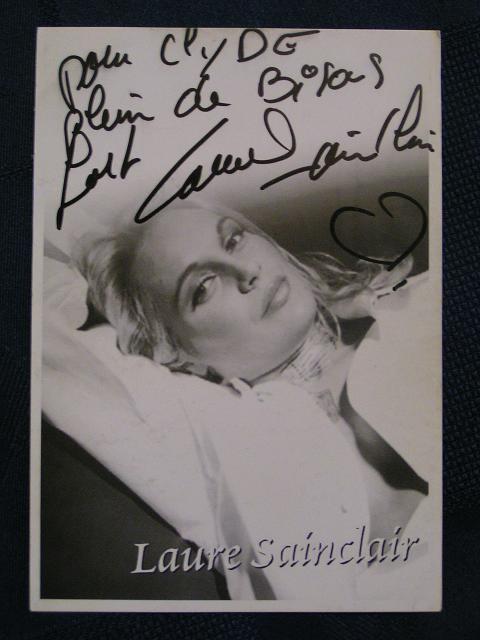 pour CLyDE
plein de Bisous
Laure Sainclair
Laure Sainclair